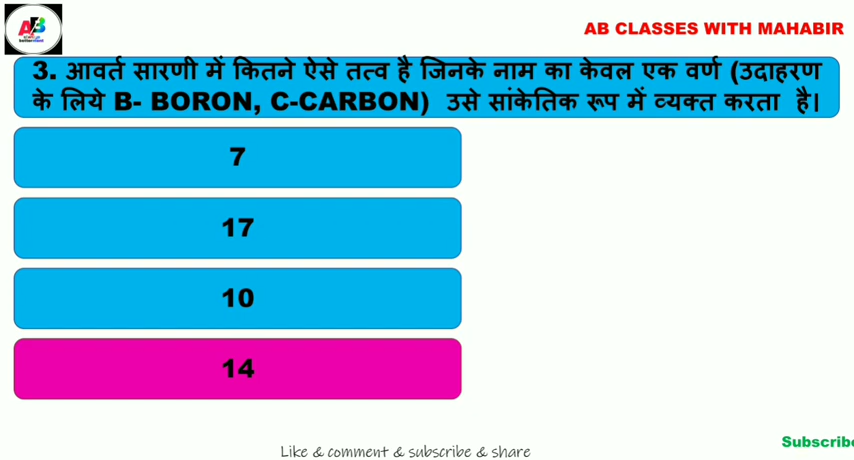 AB CLASSES WITH MAHABIR
3. आवर्त सारणी में कितने ऐसे तत्व है जिनके नाम का केवल एक वर्ण (उदाहरण
के लिये B- BORON, C-CARBON) उसे सांकेतिक रूप में व्यक्त करता है।
7
17
10
14
Like & comment & subscribe & share
Subscribe